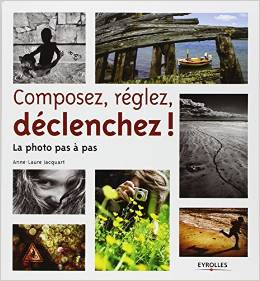 Composez, réglez,
déclenchez !
La photo pas à pas
Anne-Laure Jacquart
EYROLLES